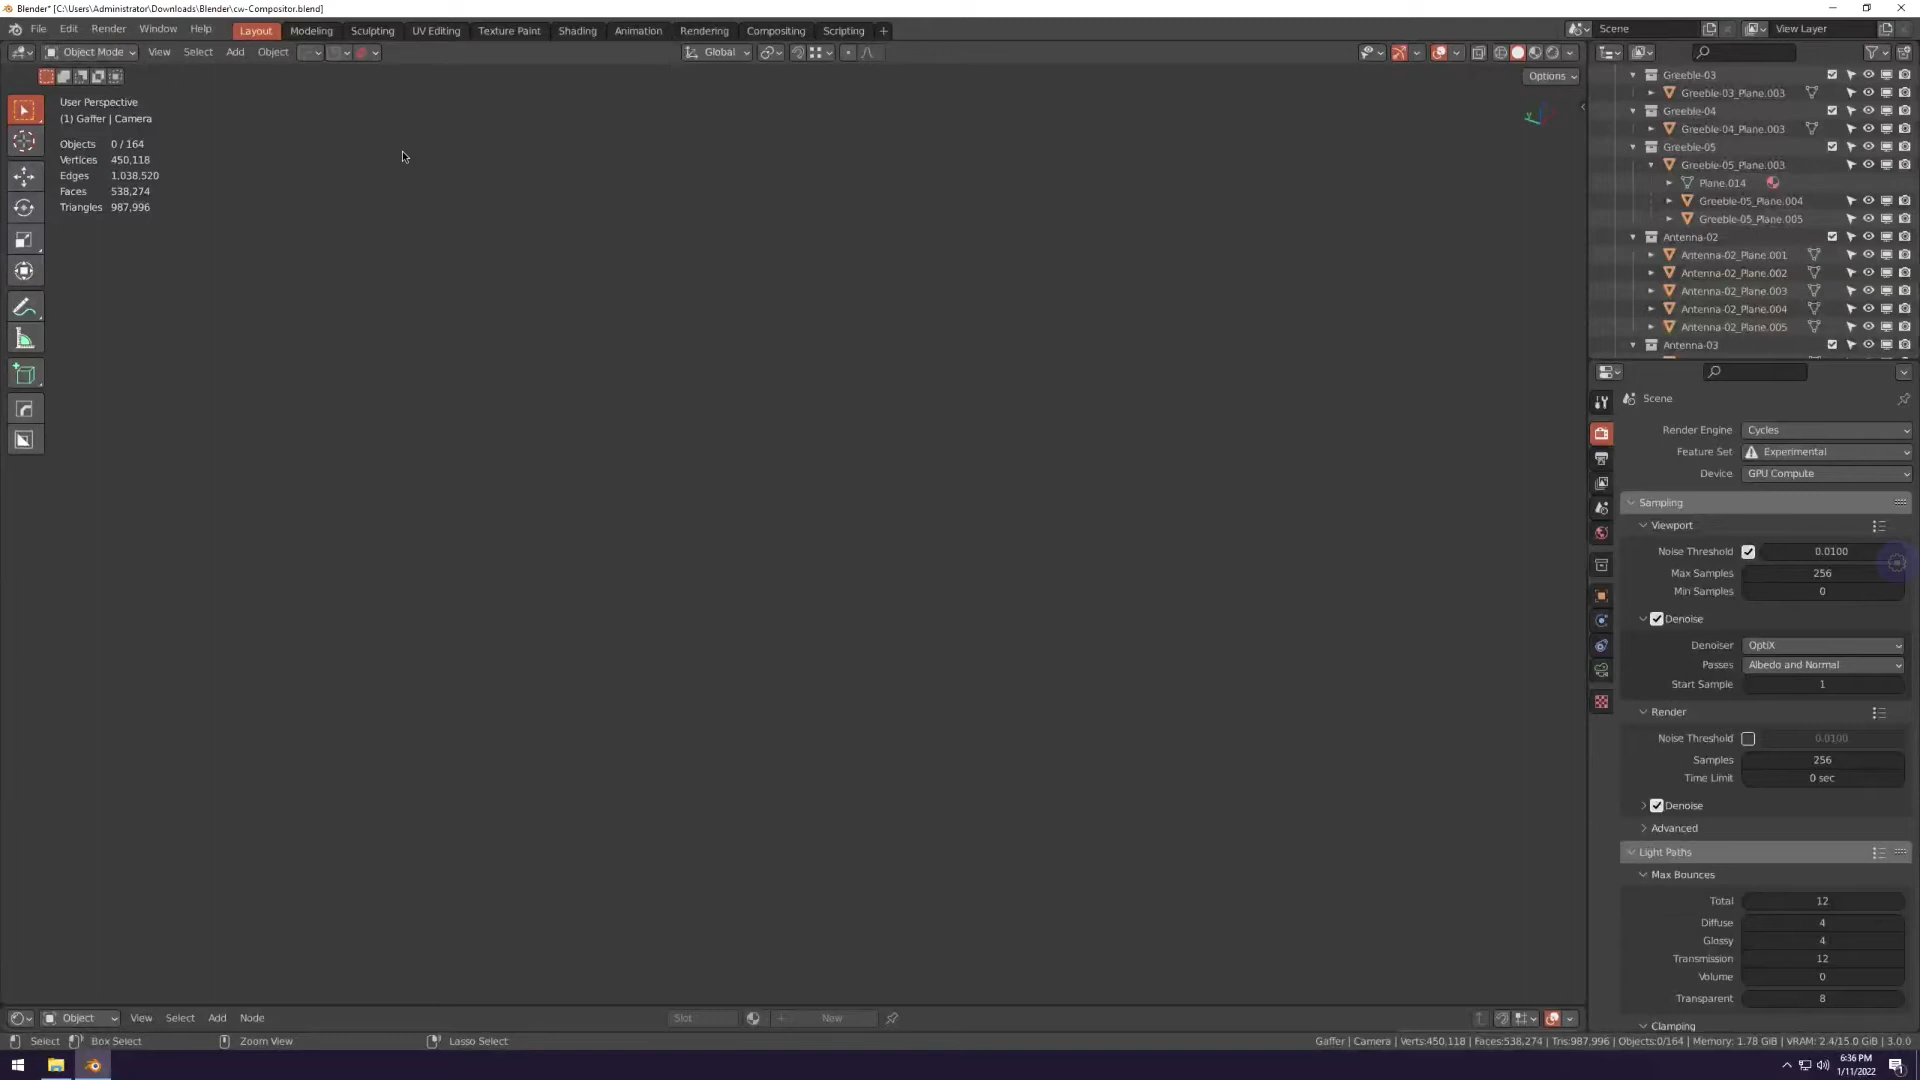 Blender* [C:\Users\Administrator\Downloads\Blender\cw-Compositor.blend]
File Edit Render Window Help Layout Modeling Sculpting UV Editing Texture Paint Shading Animation Rendering Compositing Scripting + Scene View Layer
Object Mode View Select Add Object Global
Options
User Perspective
(1) Gaffer | Camera
Objects 0 / 164
Vertices 450,118
Edges 1,038,520
Faces 538,274
Triangles 987,996
Greeble-03
Greeble-03_Plane.003
Greeble-04
Greeble-04_Plane.003
Greeble-05
Greeble-05_Plane.003
Plane.014
Greeble-05_Plane.004
Greeble-05_Plane.005
Antenna-02
Antenna-02_Plane.001
Antenna-02_Plane.002
Antenna-02_Plane.003
Antenna-02_Plane.004
Antenna-02_Plane.005
Antenna-03
Scene
Render Engine Cycles
Feature Set Experimental
Device GPU Compute
Sampling
Viewport
Noise Threshold 0.0100
Max Samples 256
Min Samples 0
Denoise
Denoiser OptiX
Passes Albedo and Normal
Start Sample 1
Render
Noise Threshold 0.0100
Samples 256
Time Limit 0 sec
Denoise
Advanced
Light Paths
Max Bounces
Total 12
Diffuse 4
Glossy 4
Transmission 12
Volume 0
Transparent 8
Clamping
Object View Select Add Node Slot New
Select Box Select Zoom View Lasso Select Gaffer | Camera | Verts:450,118 | Faces:538,274 | Tris:987,996 | Objects:0/164 | Memory: 1.78 GiB | VRAM: 2.4/15.0 GiB | 3.0.0
6:36 PM
1/11/2022